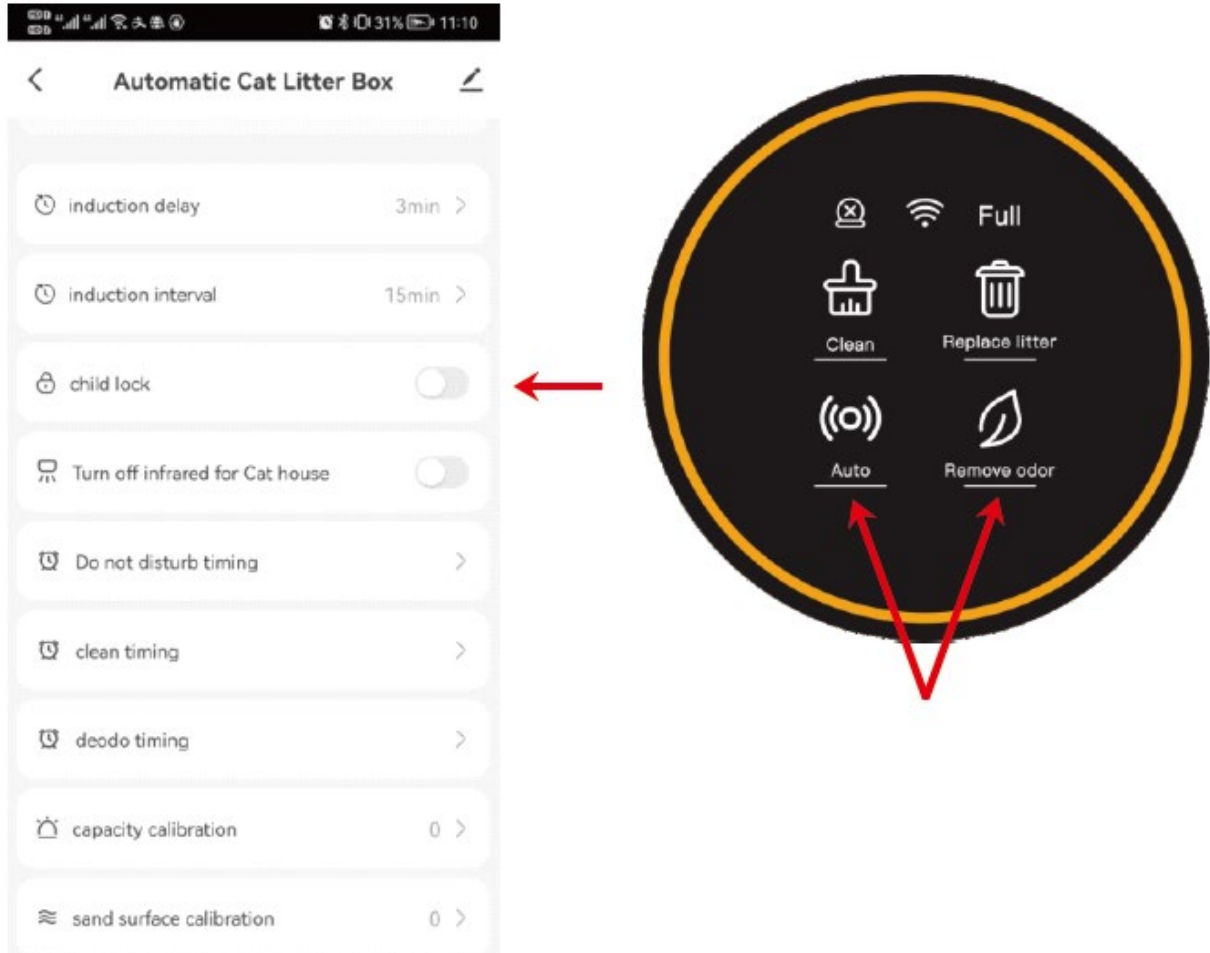 31% 11:10
Automatic Cat Litter Box
induction delay 3min
induction interval 15min
child lock
Turn off infrared for Cat house
Do not disturb timing
clean timing
deodo timing
capacity calibration 0
sand surface calibration 0
Full
Clean Replace litter
Auto Remove odor